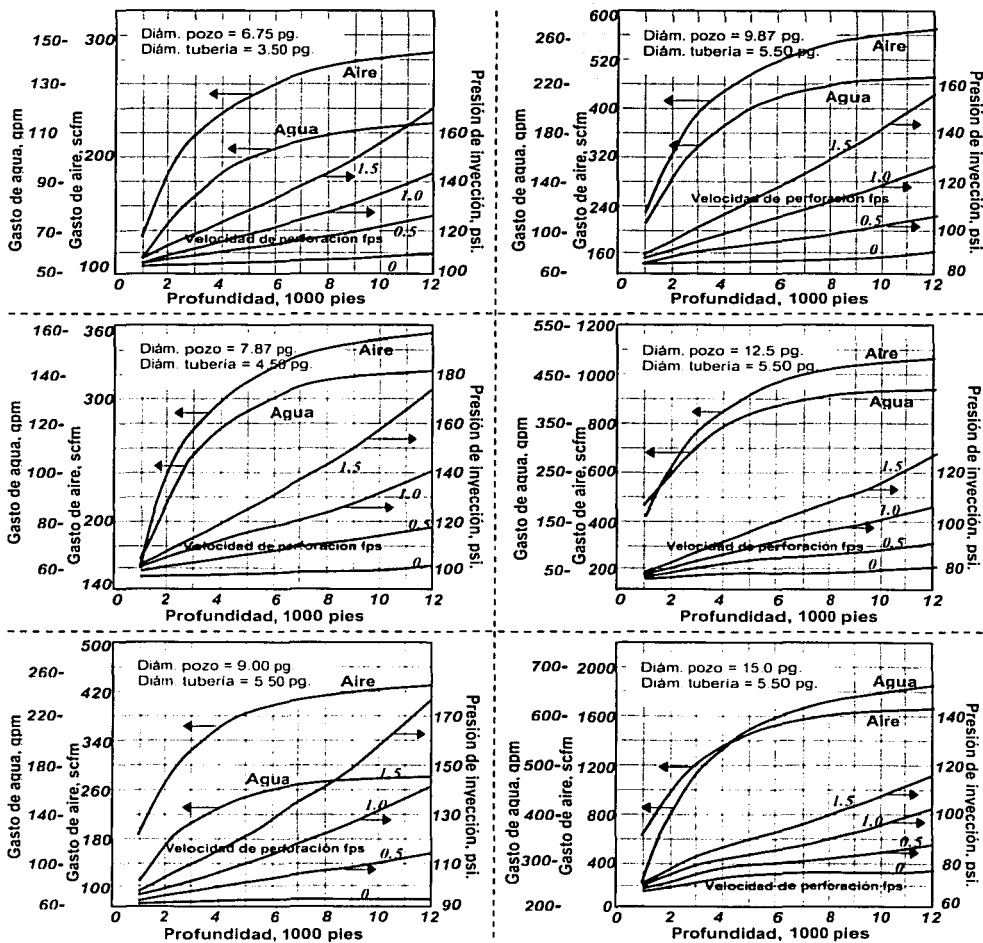 Diám. pozo = 6.75 pg.
Diám. tubería = 3.50 pg.
Gasto de agua, gpm
150-
130-
110
90-
70-
50-
Gasto de aire, scfm
300
200
100
Aire
Agua
1.5
1.0
0.5
0
Velocidad de perforación fps
Presión de inyección, psi.
160
140
120
100
0 2 4 6 8 10 12
Profundidad, 1000 pies
Diám. pozo = 9.87 pg.
Diám. tubería = 5.50 pg.
Gasto de agua, gpm
260-
220-
180-
140-
100-
60-
Gasto de aire, scfm
600
520
400
320
240
160
Aire
Agua
1.5
1.0
0.5
0
Velocidad de perforación fps
Presión de inyección, psi.
160
140
120
100
80
0 2 4 6 8 10 12
Profundidad, 1000 pies
Diám. pozo = 7.87 pg.
Diám. tubería = 4.50 pg.
Gasto de agua, gpm
160-
140-
120-
100-
80-
60-
Gasto de aire, scfm
360
300
200
140
Aire
Agua
1.5
1.0
0.5
0
Velocidad de perforación fps
Presión de inyección, psi.
180
160
140
120
100
0 2 4 6 8 10 12
Profundidad, 1000 pies
Diám. pozo = 12.5 pg.
Diám. tubería = 5.50 pg.
Gasto de agua, gpm
550-
450-
350-
250-
150-
50-
Gasto de aire, scfm
1200
1000
800
600
400
200
Aire
Agua
1.5
1.0
0.5
0
Velocidad de perforación fps
Presión de inyección, psi.
120
100
80
0 2 4 6 8 10 12
Profundidad, 1000 pies
Diám. pozo = 9.00 pg.
Diám. tubería = 5 50 pg.
Gasto de agua, gpm
260-
220-
180-
140-
100-
60-
Gasto de aire, scfm
500
420
340
260
180
100
Aire
Agua
1.5
1.0
0.5
0
Velocidad de perforación fps
Presión de inyección, psi.
170
150
130
110
90
0 2 4 6 8 10 12
Profundidad, 1000 pies
Diám. pozo = 15.0 pg.
Diám. tubería = 5.50 pg.
Gasto de agua, gpm
700-
600-
500-
400-
300-
200-
Gasto de aire, scfm
2000
1600
1200
800
400
0
Agua
Aire
1.5
1.0
0.5
0
Velocidad de perforación fps
Presión de inyección, psi.
140
120
100
80
60
0 2 4 6 8 10 12
Profundidad, 1000 pies